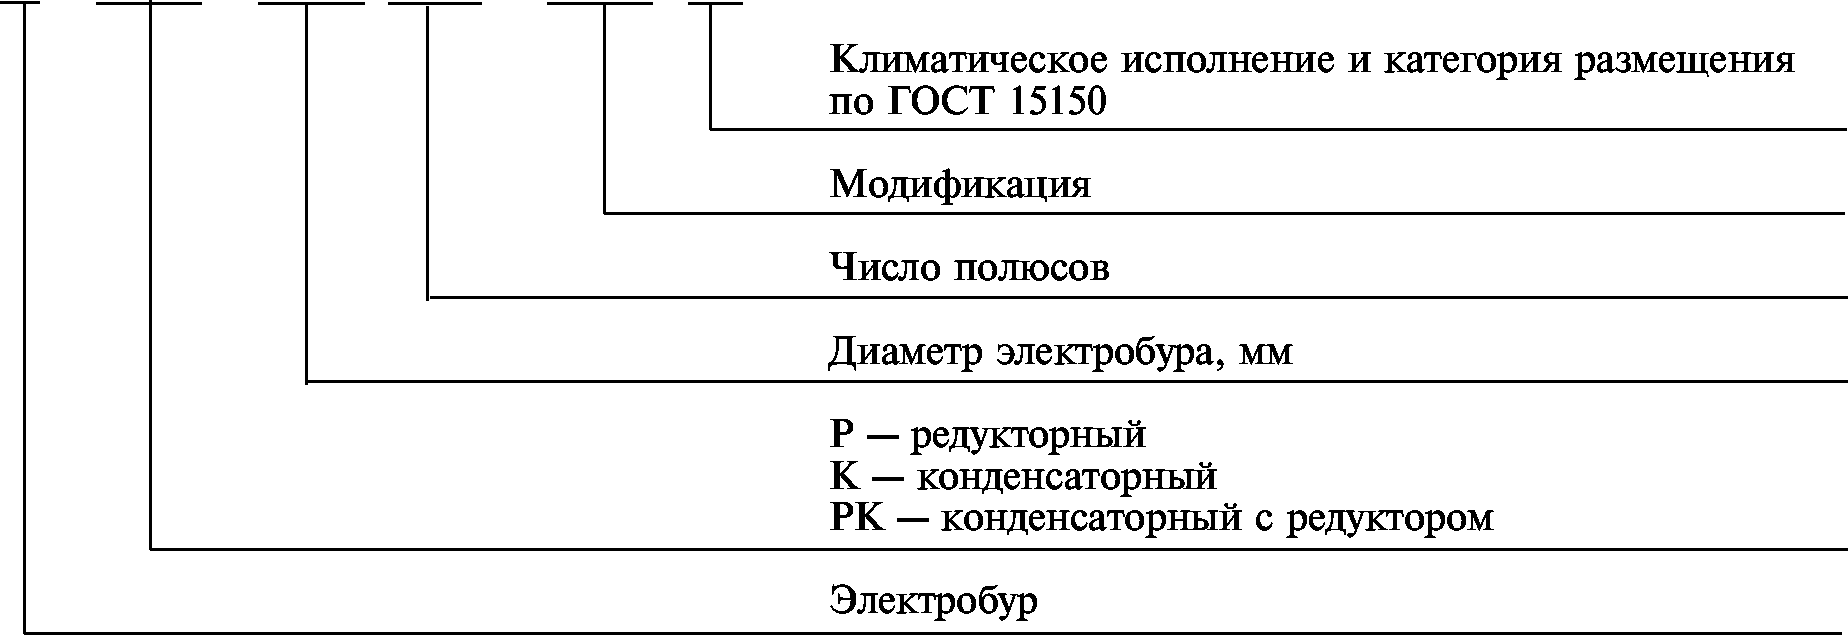 Климатическое исполнение и категория размещения
по ГОСТ 15150
Модификация
Число полюсов
Диаметр электробура, мм
Р — редукторный
К — конденсаторный
РК — конденсаторный с редуктором
Электробур